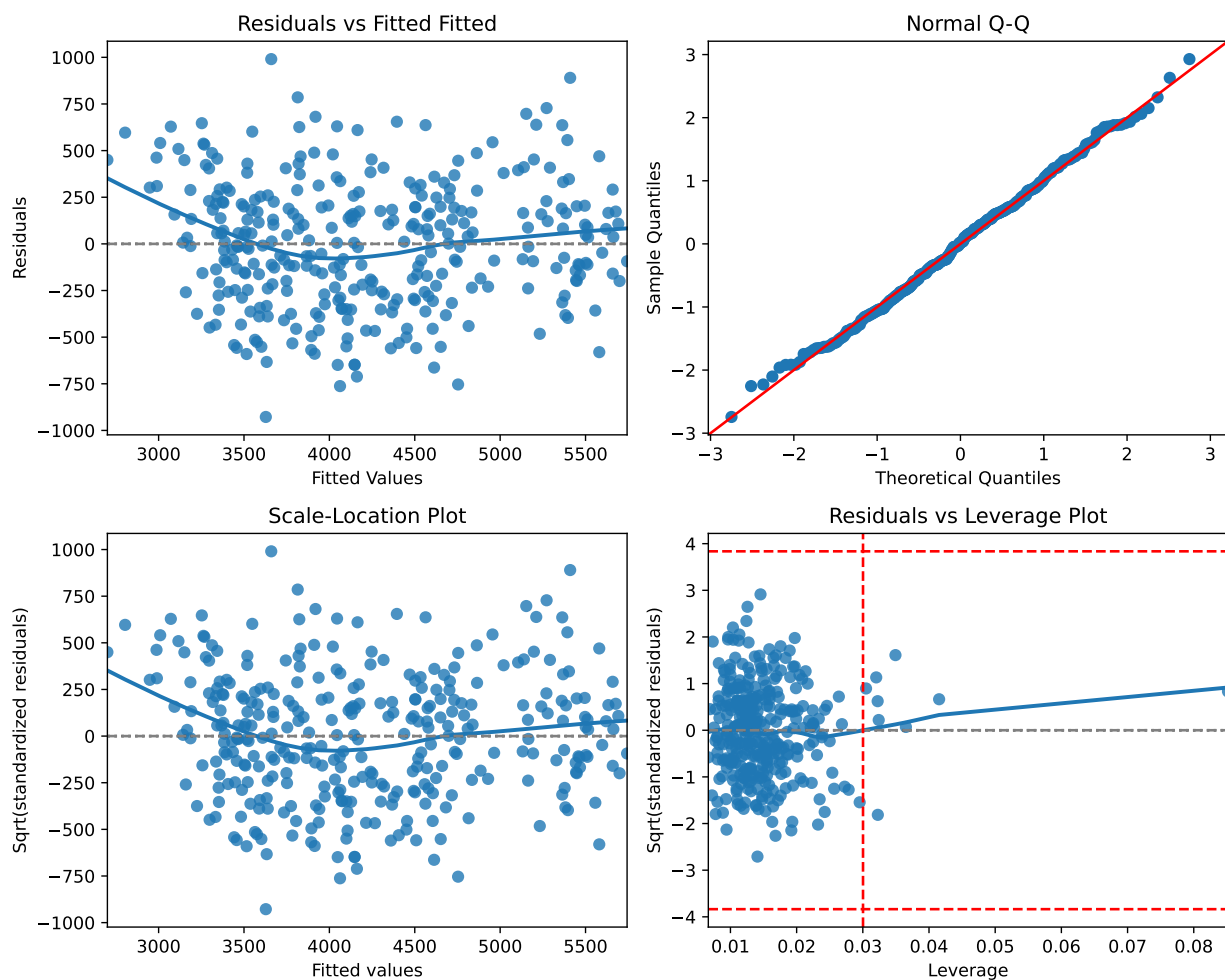 Residuals vs Fitted Fitted
1000
750
500
250
0
−250
−500
−750
−1000
Residuals
3000 3500 4000 4500 5000 5500
Fitted Values
Normal Q-Q
3
2
1
0
−1
−2
−3
Sample Quantiles
−3 −2 −1 0 1 2 3
Theoretical Quantiles
Scale-Location Plot
1000
750
500
250
0
−250
−500
−750
−1000
Sqrt(standardized residuals)
3000 3500 4000 4500 5000 5500
Fitted values
Residuals vs Leverage Plot
4
3
2
1
0
−1
−2
−3
−4
Sqrt(standardized residuals)
0.01 0.02 0.03 0.04 0.05 0.06 0.07 0.08
Leverage